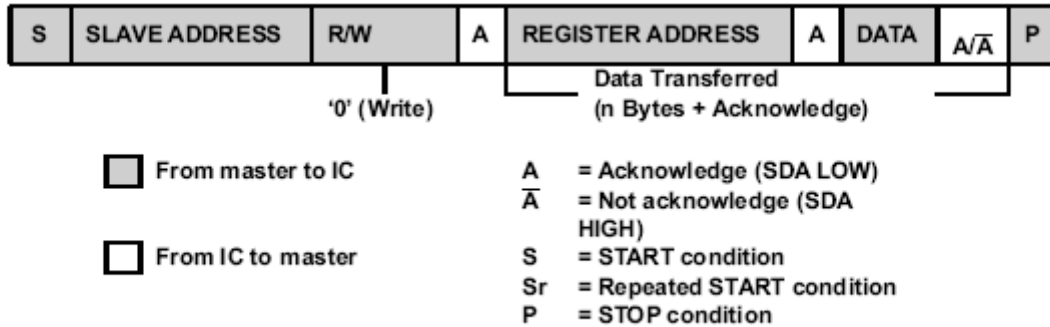 S SLAVE ADDRESS R/W A REGISTER ADDRESS A DATA A/A̅ P
Data Transferred
'0' (Write) (n Bytes + Acknowledge)
From master to IC
From IC to master
A = Acknowledge (SDA LOW)
A̅ = Not acknowledge (SDA
HIGH)
S = START condition
Sr = Repeated START condition
P = STOP condition